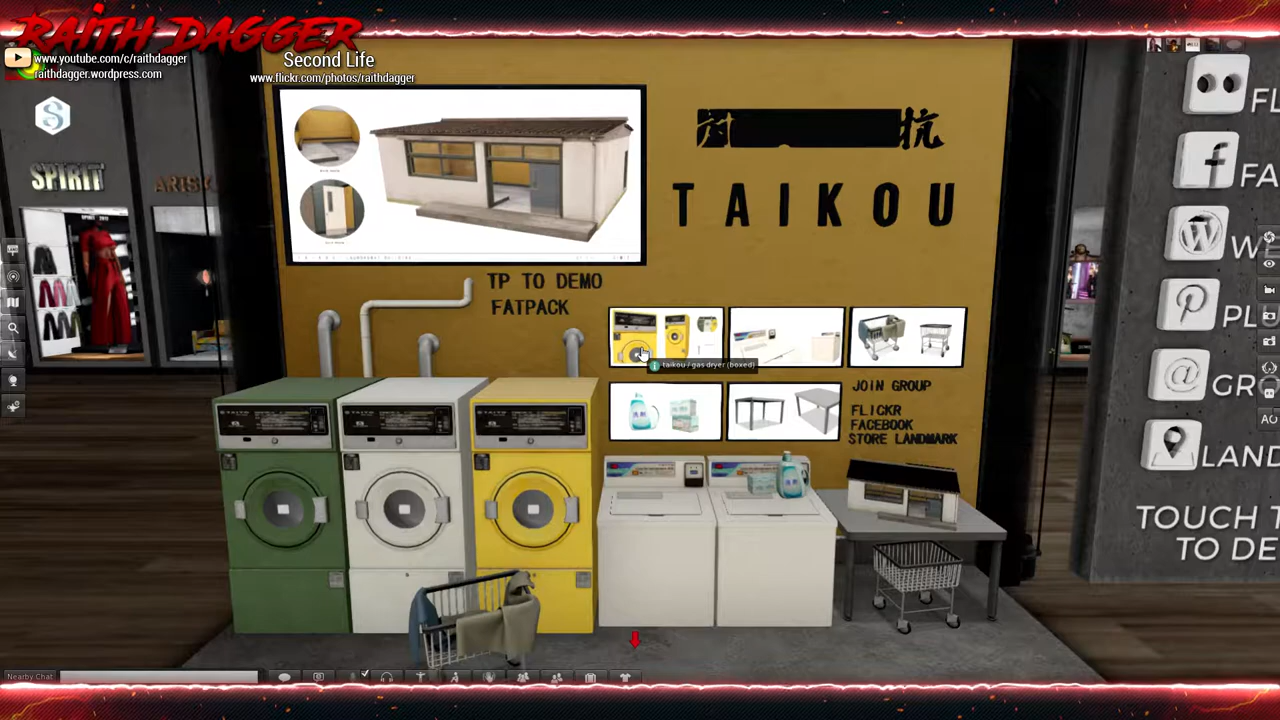 RAITH DAGGER
www.youtube.com/c/raithdagger
raithdagger.wordpress.com
Second Life
www.flickr.com/photos/raithdagger
S
SPIRIT
TAIKOU
TP TO DEMO
FATPACK
taikou / gas dryer (boxed)
JOIN GROUP
FLICKR
FACEBOOK
STORE LANDMARK
FL
FA
W
PLU
GRO
LAND
TOUCH T
TO DE
Nearby Chat